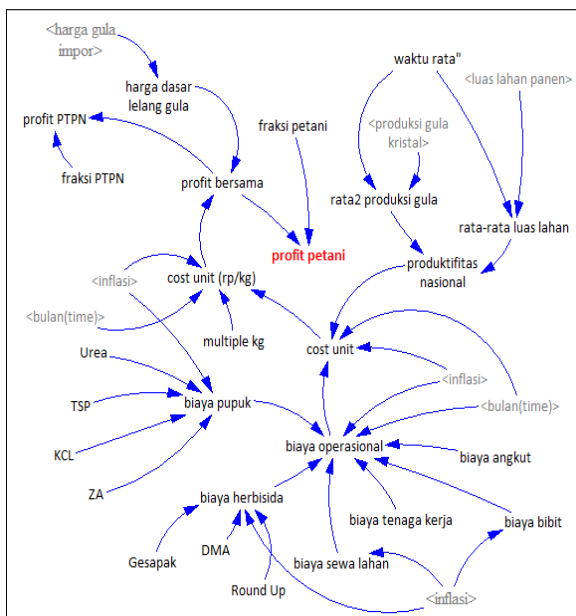 <harga gula
impor>
harga dasar
lelang gula
profit PTPN
fraksi PTPN
profit bersama
fraksi petani
waktu rata"
<luas lahan panen>
<produksi gula
kristal>
rata2 produksi gula
rata-rata luas lahan
profit petani
produktifitas
nasional
<inflasi>
cost unit (rp/kg)
<bulan(time)>
multiple kg
cost unit
Urea
<inflasi>
TSP
biaya pupuk
<bulan(time)>
KCL
biaya operasional
biaya angkut
ZA
biaya herbisida
biaya tenaga kerja
biaya bibit
Gesapak
DMA
biaya sewa lahan
Round Up
<inflasi>